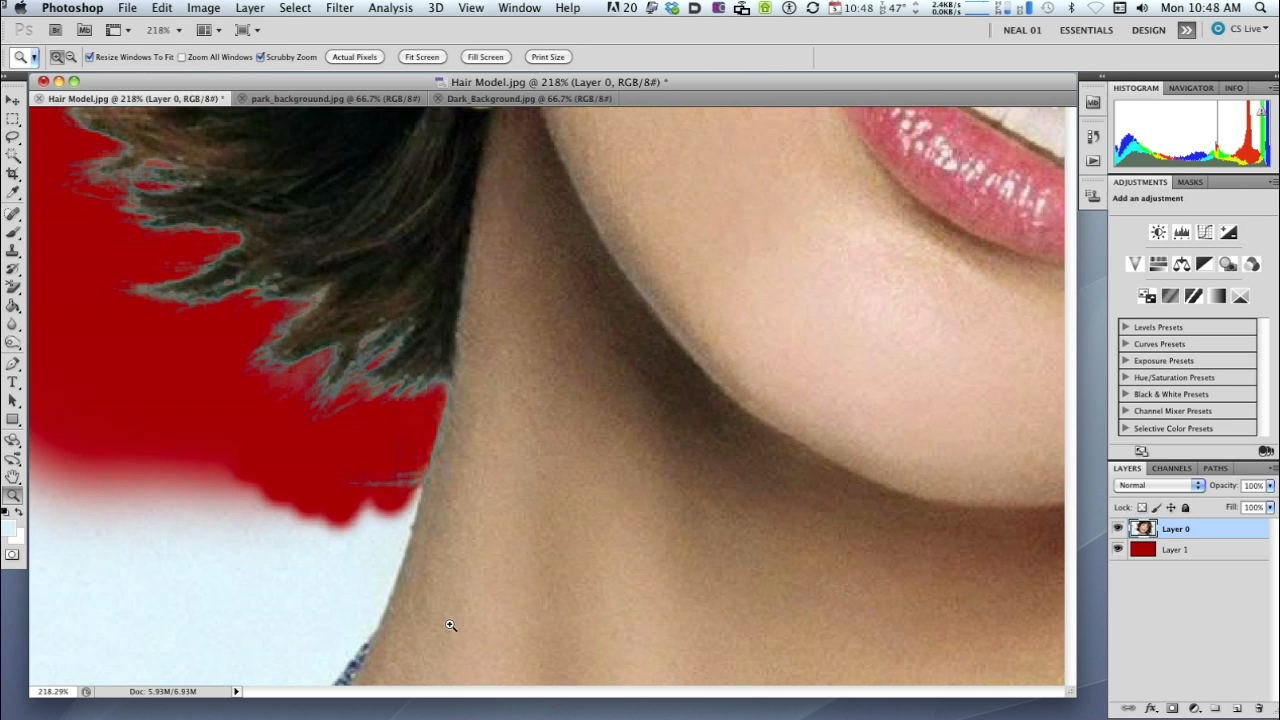 Photoshop File Edit Image Layer Select Filter Analysis 3D View Window Help 20 5 10:48 47° 2.4KB/s 0.0KB/s Mon 10:48 AM
Ps Br Mb 218% NEAL 01 ESSENTIALS DESIGN CS Live
Resize Windows To Fit Zoom All Windows Scrubby Zoom Actual Pixels Fit Screen Fill Screen Print Size
Hair Model.jpg @ 218% (Layer 0, RGB/8#) *
Hair Model.jpg @ 218% (Layer 0, RGB/8#) * park_backgrouund.jpg @ 66.7% (RGB/8#) Dark_Background.jpg @ 66.7% (RGB/8#)
HISTOGRAM NAVIGATOR INFO
Mb
ADJUSTMENTS MASKS
Add an adjustment
Levels Presets
Curves Presets
Exposure Presets
Hue/Saturation Presets
Black & White Presets
Channel Mixer Presets
Selective Color Presets
LAYERS CHANNELS PATHS
Normal Opacity: 100%
Lock: Fill: 100%
Layer 0
Layer 1
218.29% Doc: 5.93M/6.93M